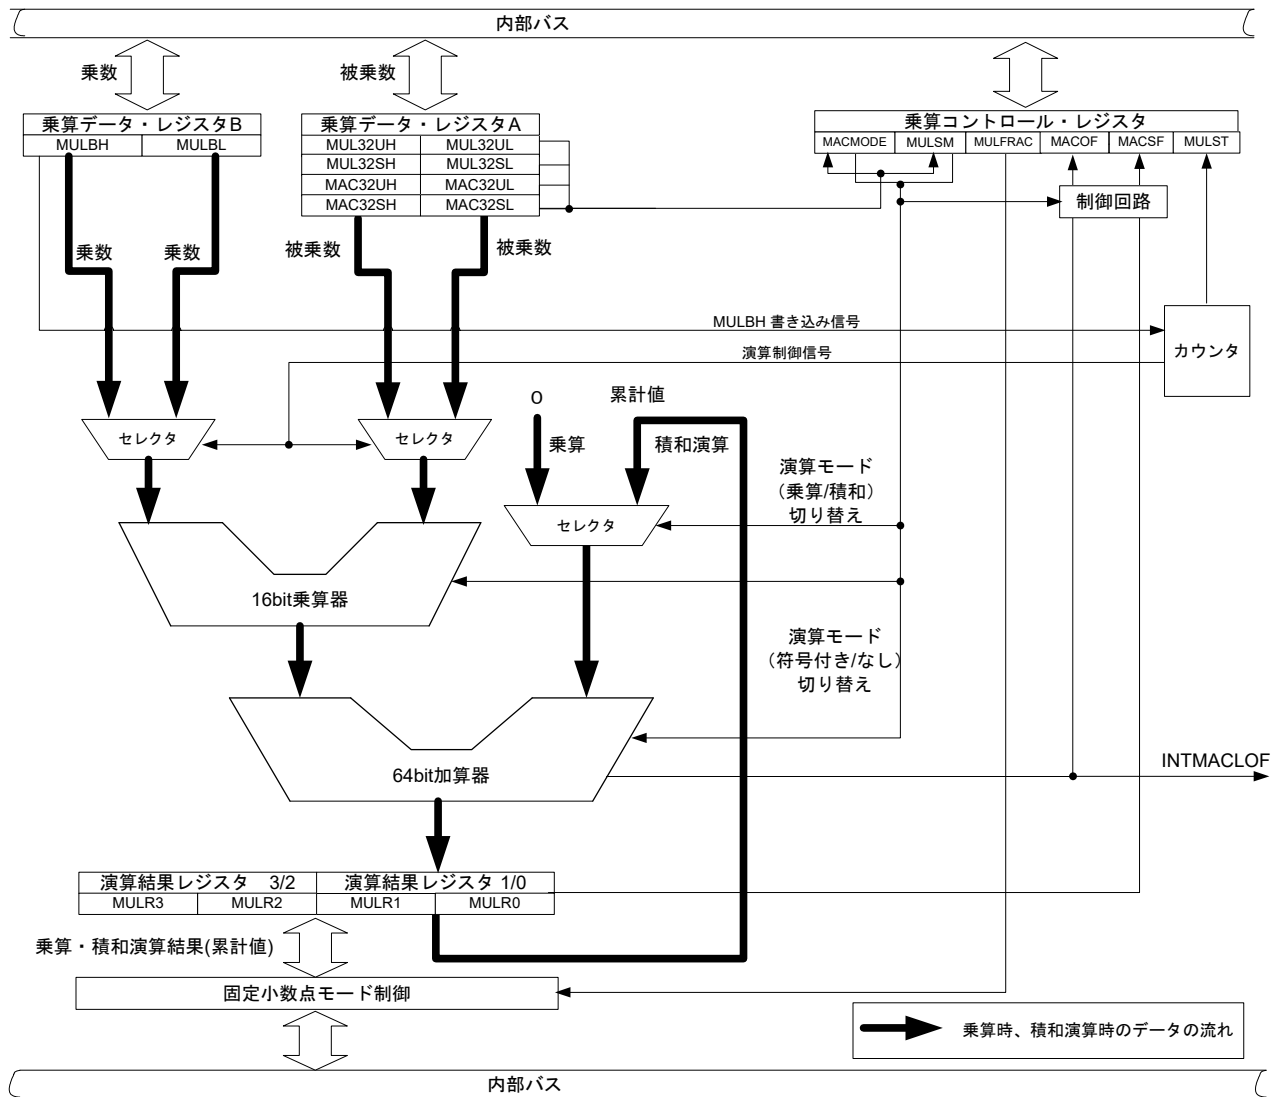 内部バス
乗数
被乗数
乗算データ・レジスタB
MULBH MULBL
乗算データ・レジスタA
MUL32UH MUL32UL
MUL32SH MUL32SL
MAC32UH MAC32UL
MAC32SH MAC32SL
乗算コントロール・レジスタ
MACMODE MULSM MULFRAC MACOF MACSF MULST
制御回路
乗数 乗数
被乗数 被乗数
MULBH 書き込み信号
演算制御信号
カウンタ
0
累計値
セレクタ
セレクタ
乗算
積和演算
セレクタ
演算モード
（乗算/積和）
切り替え
16bit乗算器
演算モード
（符号付き/なし）
切り替え
64bit加算器
INTMACLOF
演算結果レジスタ 3/2 演算結果レジスタ 1/0
MULR3 MULR2 MULR1 MULR0
乗算・積和演算結果(累計値)
固定小数点モード制御
乗算時、積和演算時のデータの流れ
内部バス